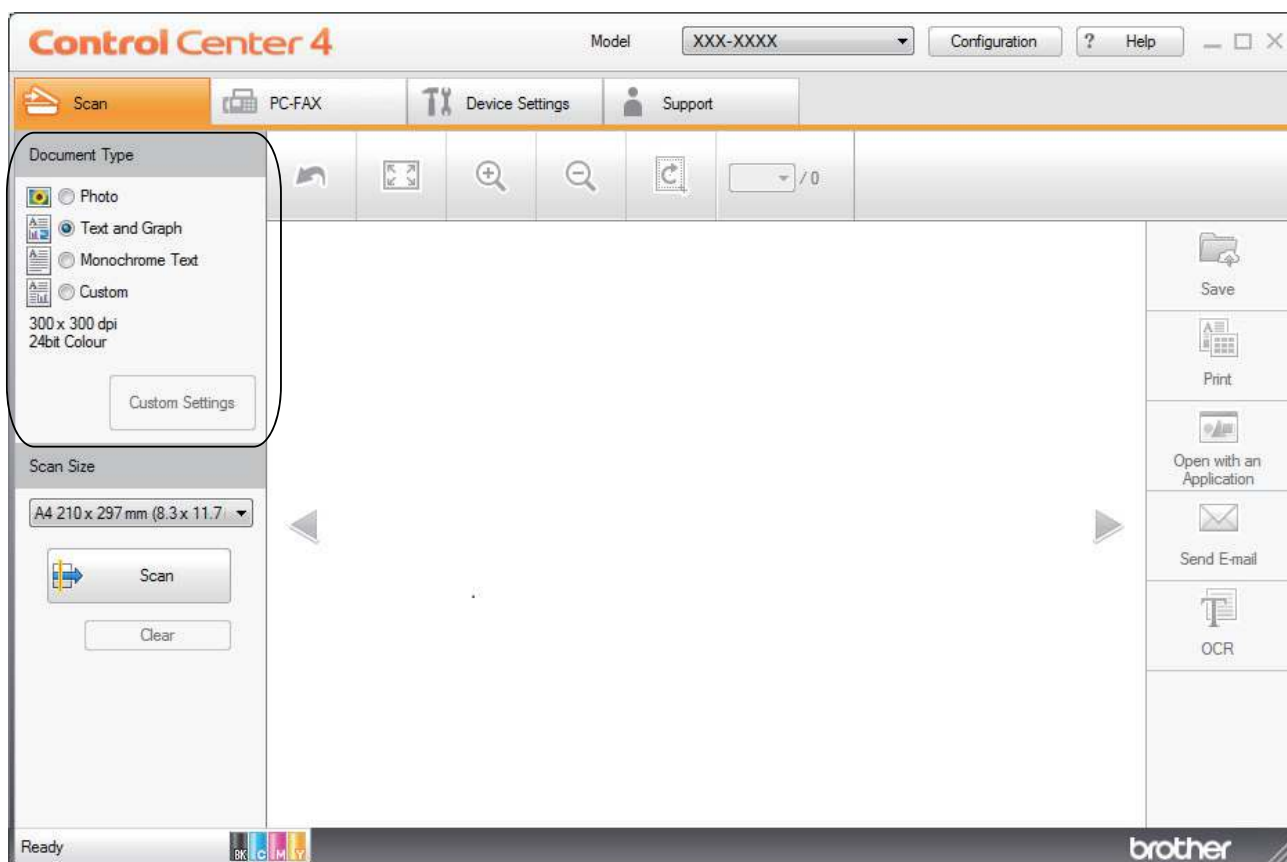 Control Center 4
Model XXX-XXXX Configuration ? Help
Scan PC-FAX Device Settings Support
Document Type
Photo
Text and Graph
Monochrome Text
Custom
300 x 300 dpi
24bit Colour
Custom Settings
Scan Size
A4 210 x 297 mm (8.3 x 11.7
Scan
Clear
/ 0
Save
Print
Open with an
Application
Send E-mail
OCR
Ready BK C M Y brother